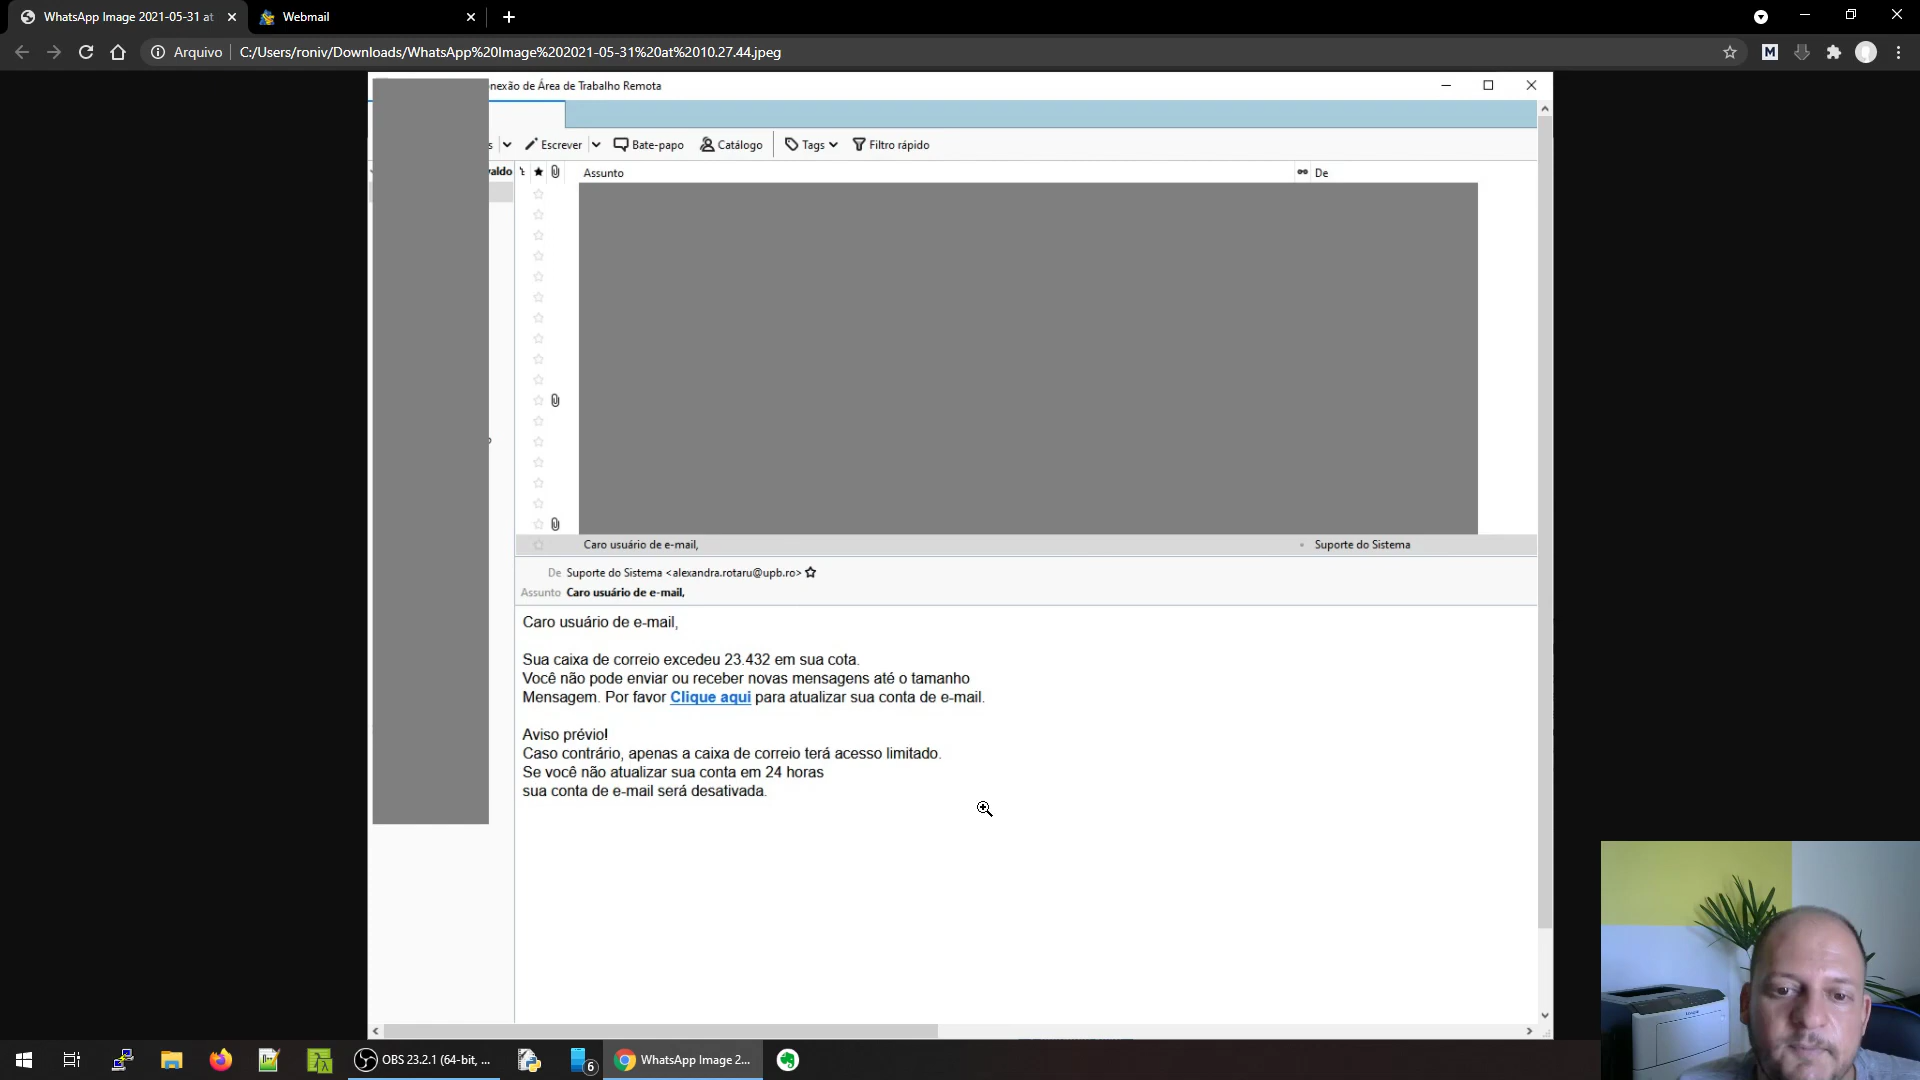 WhatsApp Image 2021-05-31 at
Webmail
Arquivo
C:/Users/roniv/Downloads/WhatsApp%20Image%202021-05-31%20at%2010.27.44.jpeg
M
nexão de Área de Trabalho Remota
s
Escrever
Bate-papo
Catálogo
Tags
Filtro rápido
valdo
Assunto
De
Caro usuário de e-mail,
Suporte do Sistema
De Suporte do Sistema <alexandra.rotaru@upb.ro>
Assunto Caro usuário de e-mail,
Caro usuário de e-mail,
Sua caixa de correio excedeu 23.432 em sua cota.
Você não pode enviar ou receber novas mensagens até o tamanho
Mensagem. Por favor Clique aqui para atualizar sua conta de e-mail.
Aviso prévio!
Caso contrário, apenas a caixa de correio terá acesso limitado.
Se você não atualizar sua conta em 24 horas
sua conta de e-mail será desativada.
OBS 23.2.1 (64-bit, ...
6
WhatsApp Image 2...